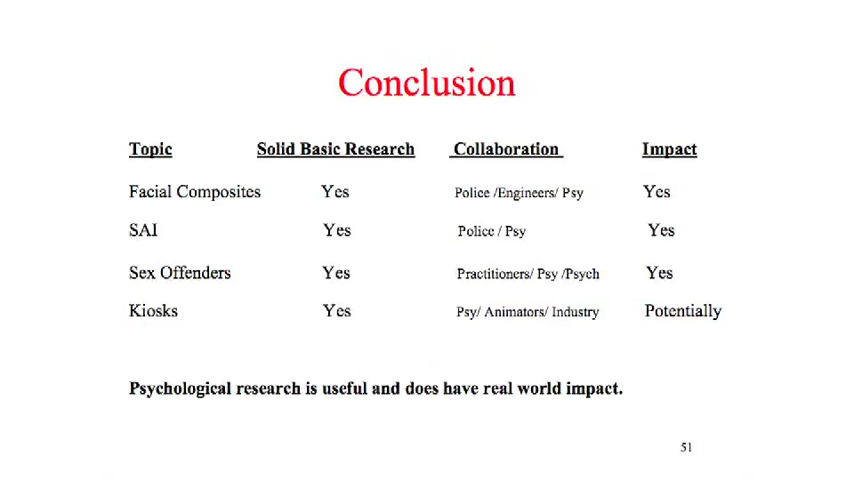 Conclusion
Topic Solid Basic Research Collaboration Impact
Facial Composites Yes Police /Engineers/ Psy Yes
SAI Yes Police / Psy Yes
Sex Offenders Yes Practitioners/ Psy /Psych Yes
Kiosks Yes Psy/ Animators/ Industry Potentially
Psychological research is useful and does have real world impact.
51